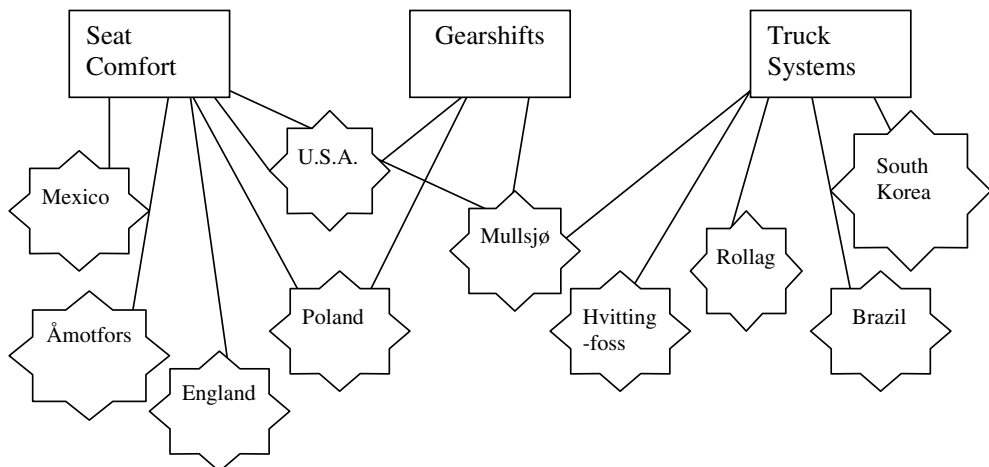 Seat
Comfort
Gearshifts
Truck
Systems
U.S.A.
South
Korea
Mexico
Mullsjø
Rollag
Åmotfors
Poland
Hvitting
-foss
Brazil
England